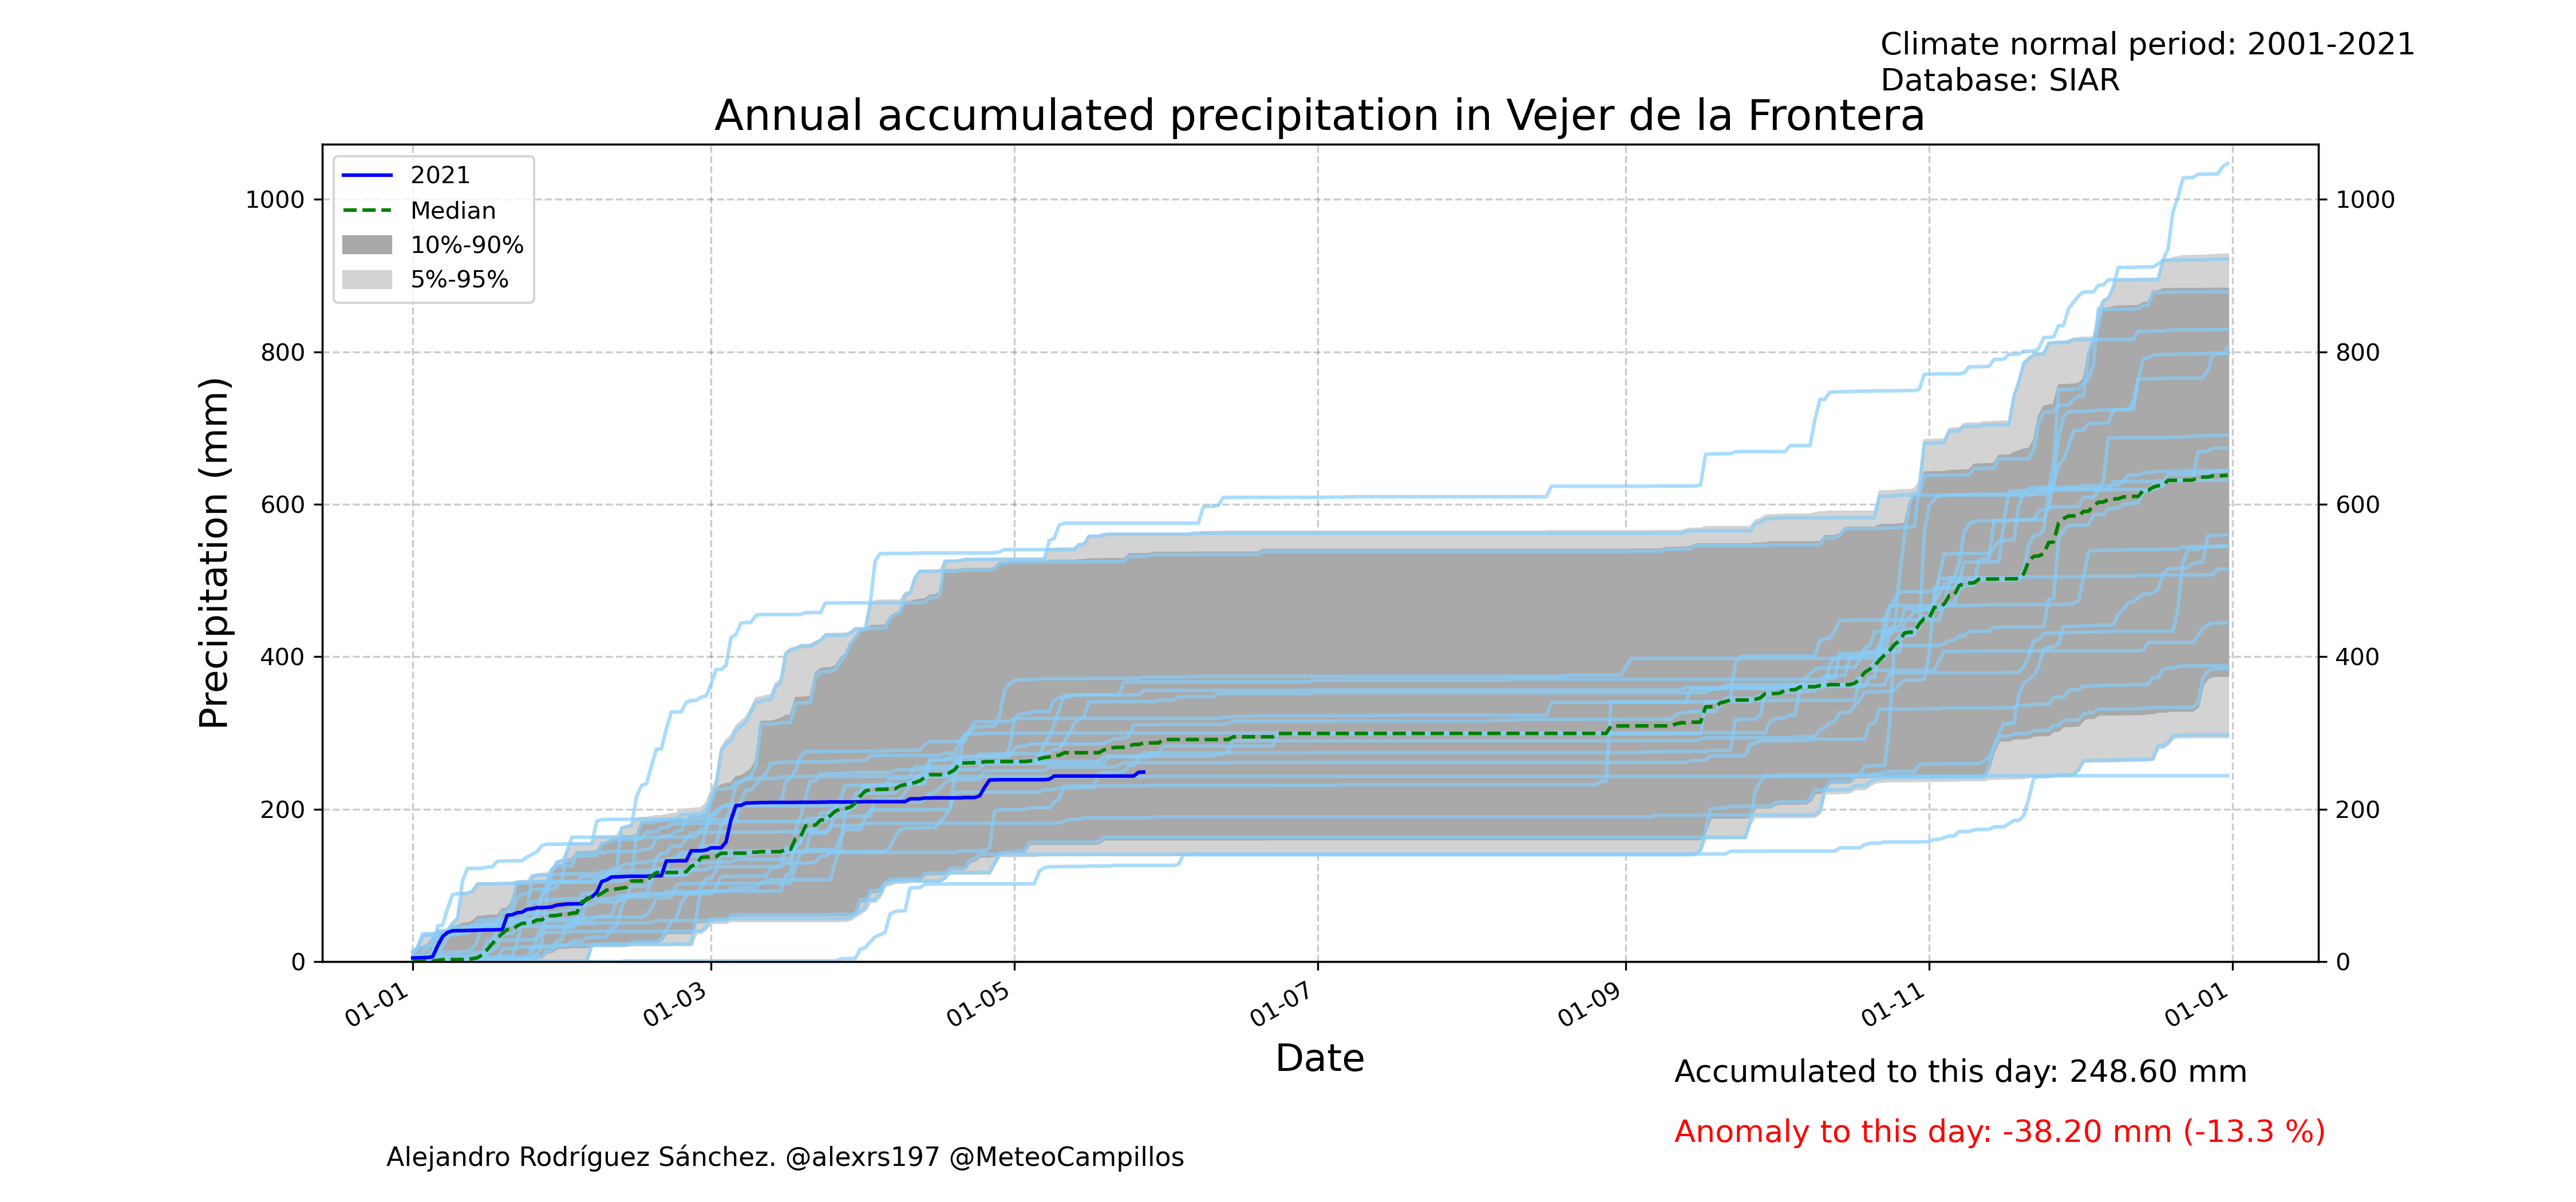 Climate normal period: 2001-2021
Database: SIAR
Annual accumulated precipitation in Vejer de la Frontera
2021
Median
10%-90%
5%-95%
Precipitation (mm)
1000
800
600
400
200
0
1000
800
600
400
200
0
01-01
01-03
01-05
01-07
01-09
01-11
01-01
Date
Accumulated to this day: 248.60 mm
Anomaly to this day: -38.20 mm (-13.3 %)
Alejandro Rodríguez Sánchez. @alexrs197 @MeteoCampillos